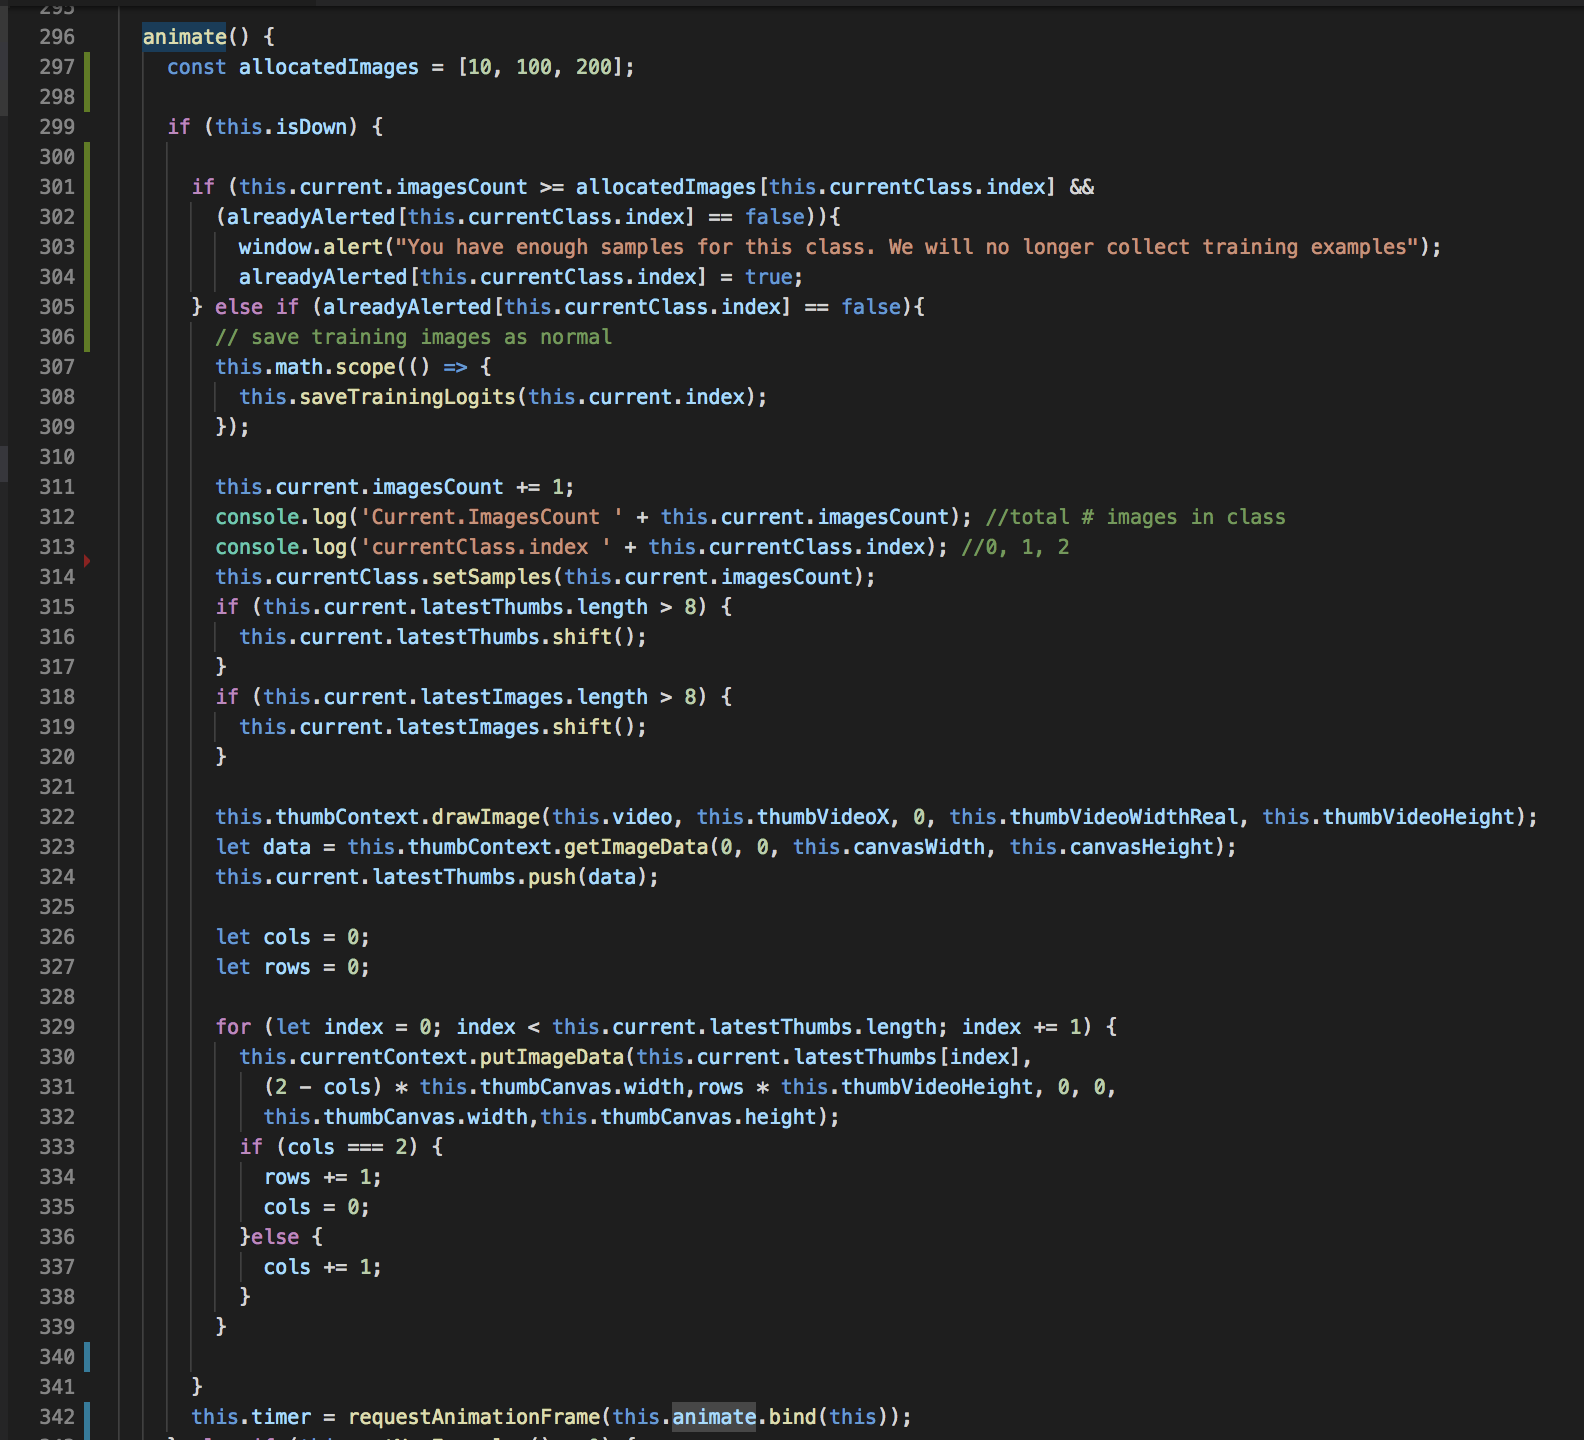 295
296 animate() {
297 const allocatedImages = [10, 100, 200];
298
299 if (this.isDown) {
300
301 if (this.current.imagesCount >= allocatedImages[this.currentClass.index] &&
302 (alreadyAlerted[this.currentClass.index] == false)){
303 window.alert("You have enough samples for this class. We will no longer collect training examples");
304 alreadyAlerted[this.currentClass.index] = true;
305 } else if (alreadyAlerted[this.currentClass.index] == false){
306 // save training images as normal
307 this.math.scope(() => {
308 this.saveTrainingLogits(this.current.index);
309 });
310
311 this.current.imagesCount += 1;
312 console.log('Current.ImagesCount ' + this.current.imagesCount); //total # images in class
313 console.log('currentClass.index ' + this.currentClass.index); //0, 1, 2
314 this.currentClass.setSamples(this.current.imagesCount);
315 if (this.current.latestThumbs.length > 8) {
316 this.current.latestThumbs.shift();
317 }
318 if (this.current.latestImages.length > 8) {
319 this.current.latestImages.shift();
320 }
321
322 this.thumbContext.drawImage(this.video, this.thumbVideoX, 0, this.thumbVideoWidthReal, this.thumbVideoHeight);
323 let data = this.thumbContext.getImageData(0, 0, this.canvasWidth, this.canvasHeight);
324 this.current.latestThumbs.push(data);
325
326 let cols = 0;
327 let rows = 0;
328
329 for (let index = 0; index < this.current.latestThumbs.length; index += 1) {
330 this.currentContext.putImageData(this.current.latestThumbs[index],
331 (2 - cols) * this.thumbCanvas.width,rows * this.thumbVideoHeight, 0, 0,
332 this.thumbCanvas.width,this.thumbCanvas.height);
333 if (cols === 2) {
334 rows += 1;
335 cols = 0;
336 }else {
337 cols += 1;
338 }
339 }
340
341 }
342 this.timer = requestAnimationFrame(this.animate.bind(this));